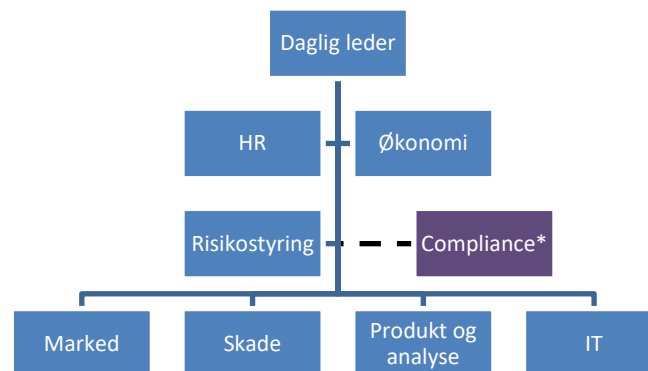 Daglig leder
HR
Økonomi
Risikostyring
Compliance*
Marked
Skade
Produkt og
analyse
IT